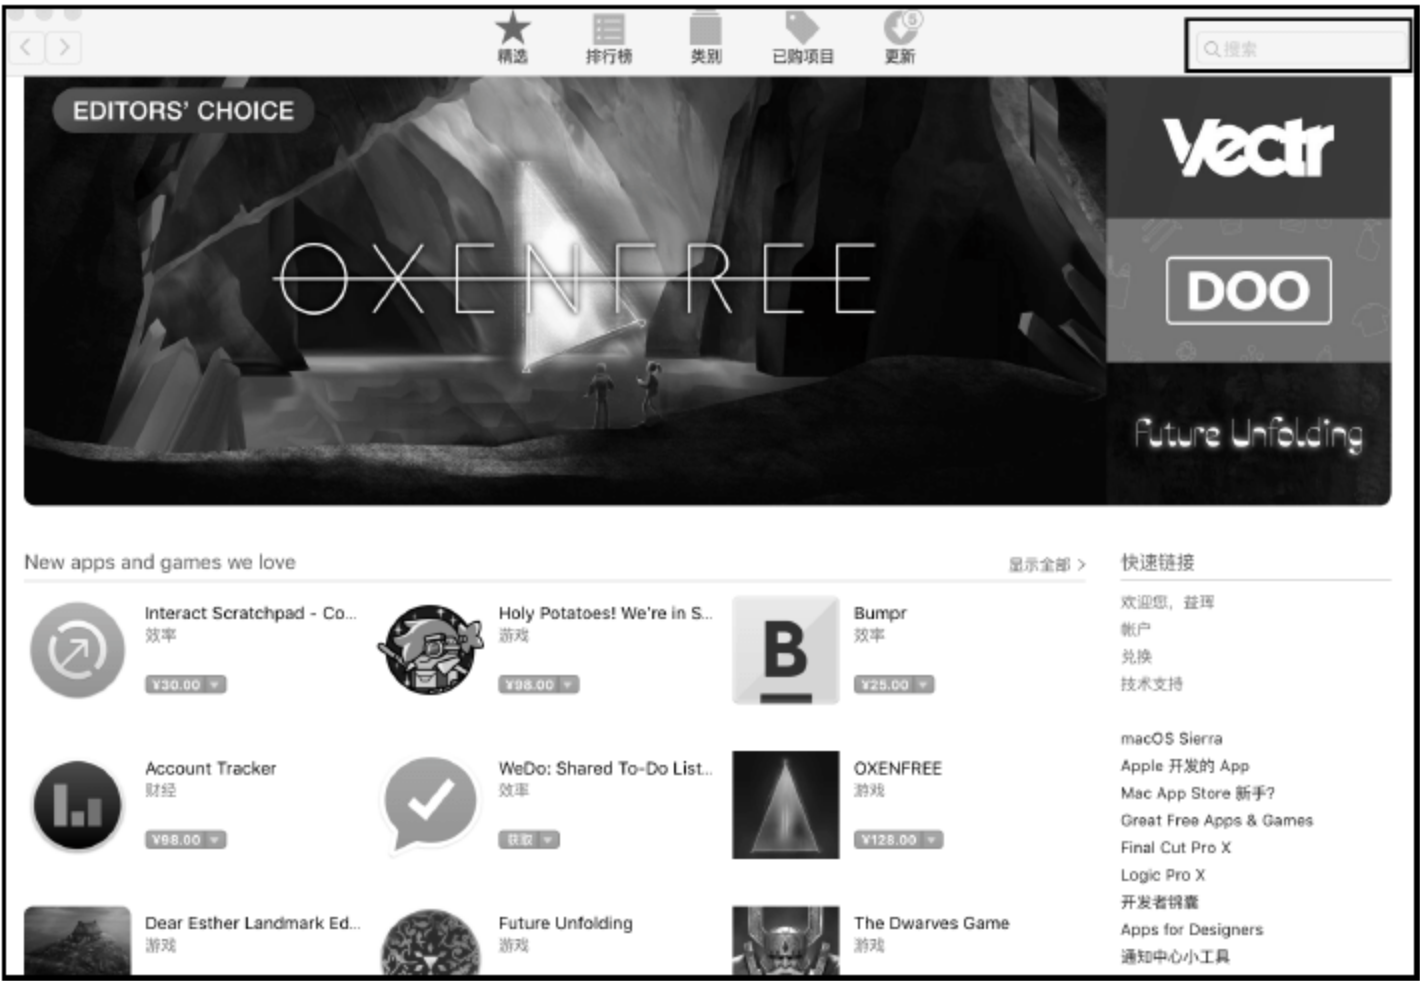 精选
排行榜
类别
已购项目
5
更新
搜索
EDITORS' CHOICE
OXENFREE
Vectr
DOO
Future Unfolding
New apps and games we love
显示全部 >
Interact Scratchpad - Co...
效率
¥30.00
Holy Potatoes! We're in S...
游戏
¥98.00
Bumpr
效率
¥25.00
B
Account Tracker
财经
¥98.00
WeDo: Shared To-Do List...
效率
获取
OXENFREE
游戏
¥128.00
Dear Esther Landmark Ed...
游戏
Future Unfolding
游戏
The Dwarves Game
游戏
快速链接
欢迎您，益珲
帐户
兑换
技术支持
macOS Sierra
Apple 开发的 App
Mac App Store 新手?
Great Free Apps & Games
Final Cut Pro X
Logic Pro X
开发者锦囊
Apps for Designers
通知中心小工具